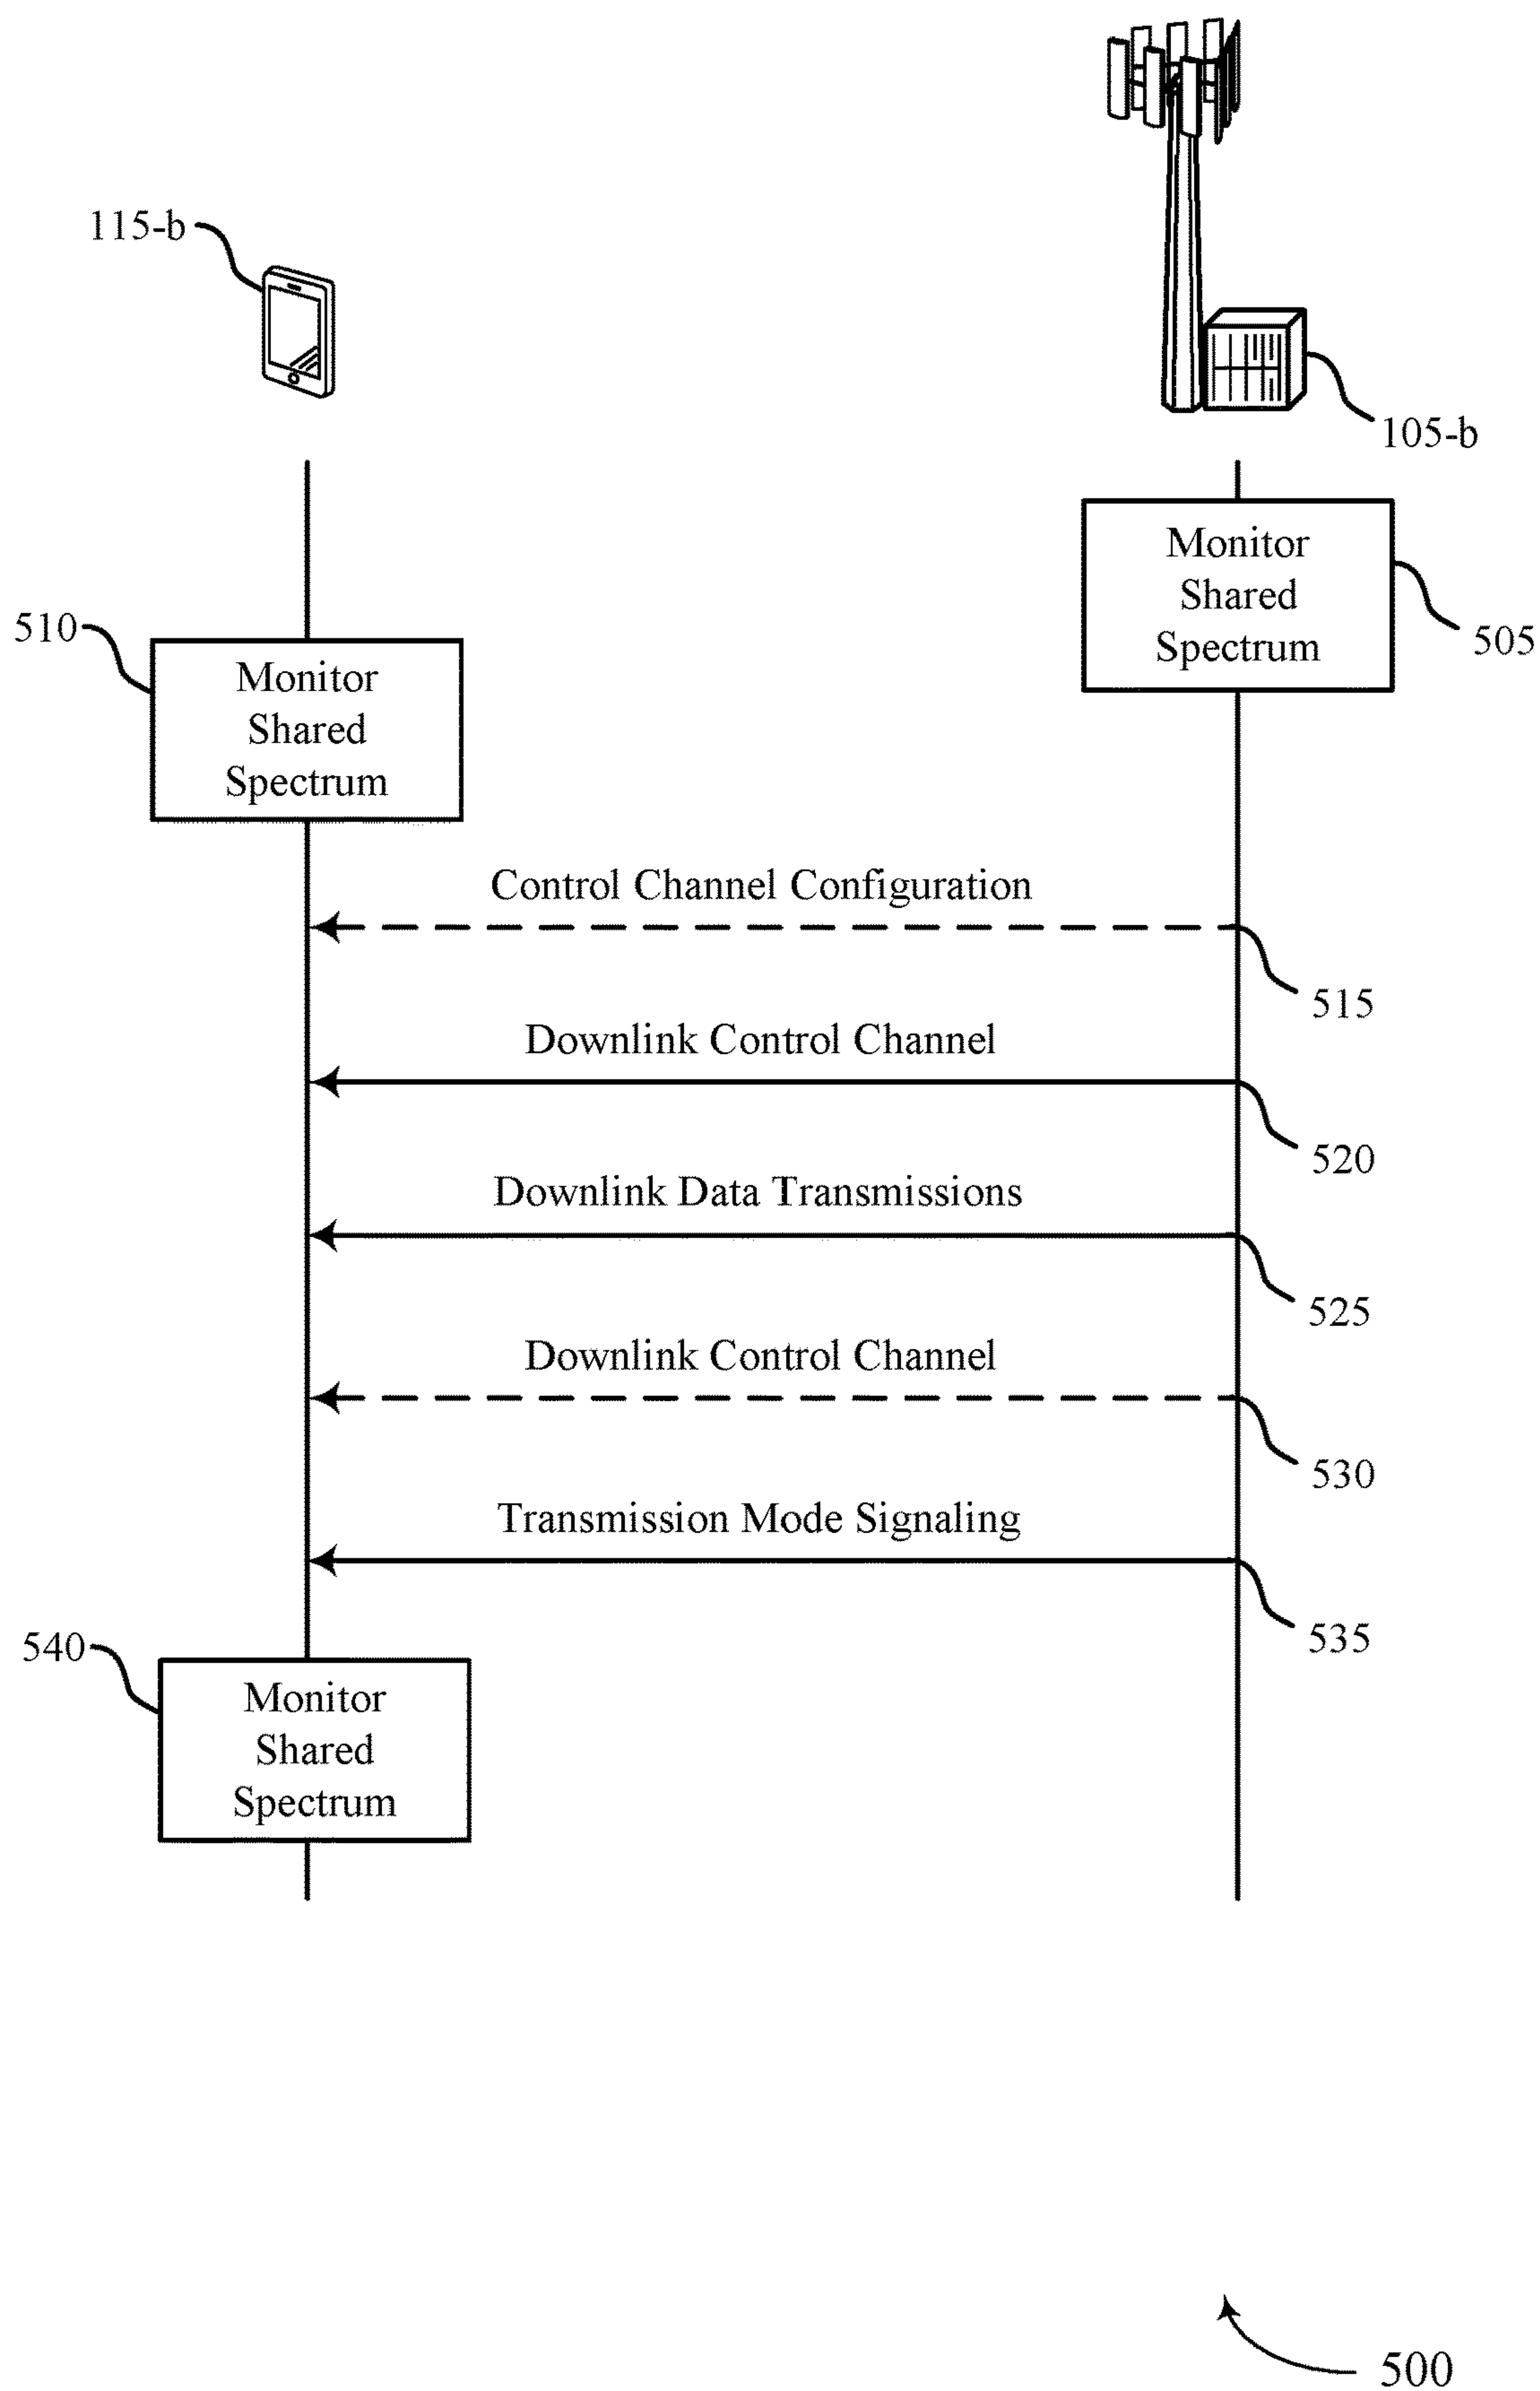 115-b
105-b
Monitor
Shared
Spectrum
505
510
Monitor
Shared
Spectrum
Control Channel Configuration
515
Downlink Control Channel
520
Downlink Data Transmissions
525
Downlink Control Channel
530
Transmission Mode Signaling
535
540
Monitor
Shared
Spectrum
500